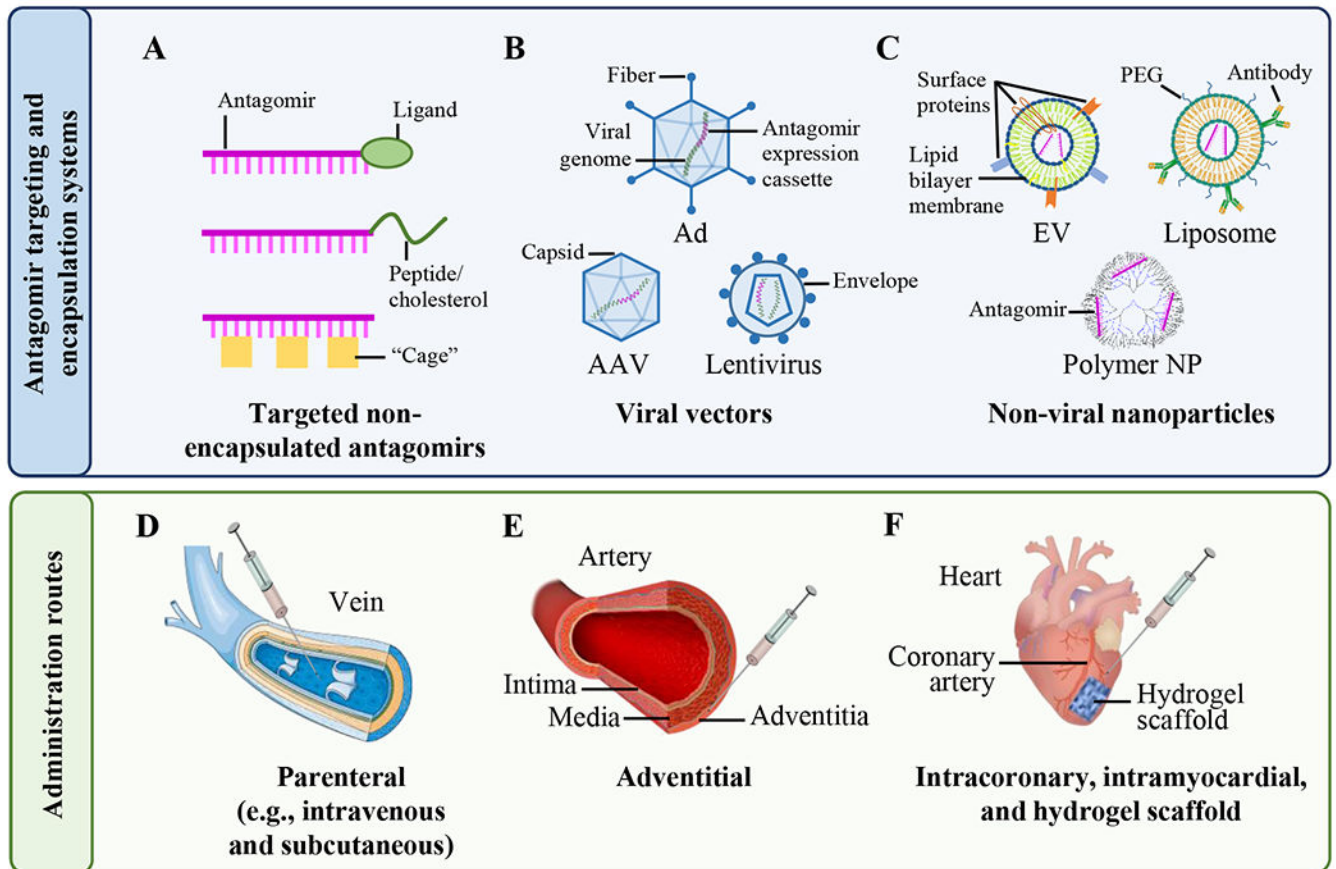 Antagomir targeting and
encapsulation systems
A
Antagomir
Ligand
Peptide/
cholesterol
“Cage”
Targeted non-
encapsulated antagomirs
B
Fiber
Viral
genome
Antagomir
expression
cassette
Ad
Capsid
Envelope
AAV
Lentivirus
Viral vectors
C
Surface
proteins
PEG
Antibody
Lipid
bilayer
membrane
EV
Liposome
Antagomir
Polymer NP
Non-viral nanoparticles
Administration routes
D
Vein
Parenteral
(e.g., intravenous
and subcutaneous)
E
Artery
Intima
Media
Adventitia
Adventitial
F
Heart
Coronary
artery
Hydrogel
scaffold
Intracoronary, intramyocardial,
and hydrogel scaffold